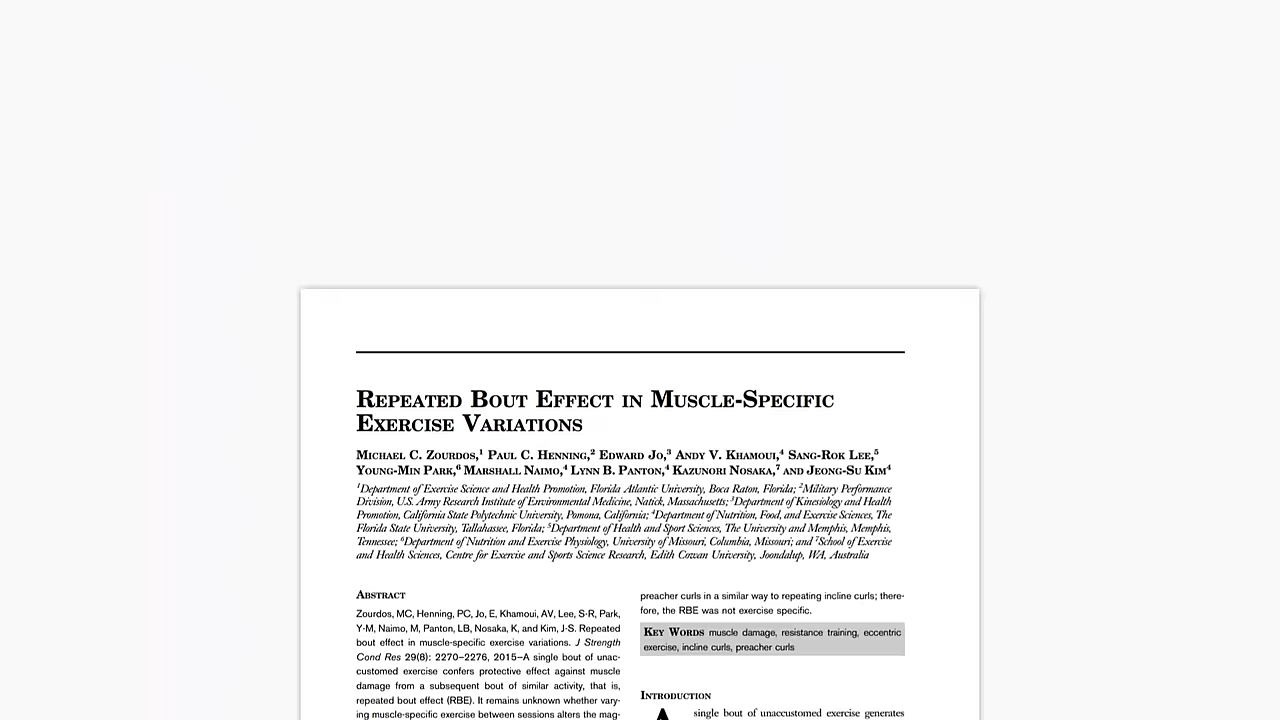 Repeated Bout Effect in Muscle-Specific
Exercise Variations
Michael C. Zourdos,¹ Paul C. Henning,² Edward Jo,³ Andy V. Khamoui,⁴ Sang-Rok Lee,⁵
Young-Min Park,⁶ Marshall Naimo,⁴ Lynn B. Panton,⁴ Kazunori Nosaka,⁷ and Jeong-Su Kim⁴
¹Department of Exercise Science and Health Promotion, Florida Atlantic University, Boca Raton, Florida; ²Military Performance
Division, U.S. Army Research Institute of Environmental Medicine, Natick, Massachusetts; ³Department of Kinesiology and Health
Promotion, California State Polytechnic University, Pomona, California; ⁴Department of Nutrition, Food, and Exercise Sciences, The
Florida State University, Tallahassee, Florida; ⁵Department of Health and Sport Sciences, The University and Memphis, Memphis,
Tennessee; ⁶Department of Nutrition and Exercise Physiology, University of Missouri, Columbia, Missouri; and ⁷School of Exercise
and Health Sciences, Centre for Exercise and Sports Science Research, Edith Cowan University, Joondalup, WA, Australia
Abstract
Zourdos, MC, Henning, PC, Jo, E, Khamoui, AV, Lee, S-R, Park,
Y-M, Naimo, M, Panton, LB, Nosaka, K, and Kim, J-S. Repeated
bout effect in muscle-specific exercise variations. J Strength
Cond Res 29(8): 2270–2276, 2015—A single bout of unac-
customed exercise confers protective effect against muscle
damage from a subsequent bout of similar activity, that is,
repeated bout effect (RBE). It remains unknown whether vary-
ing muscle-specific exercise between sessions alters the mag-
preacher curls in a similar way to repeating incline curls; there-
fore, the RBE was not exercise specific.
Key Words muscle damage, resistance training, eccentric
exercise, incline curls, preacher curls
Introduction
A single bout of unaccustomed exercise generates